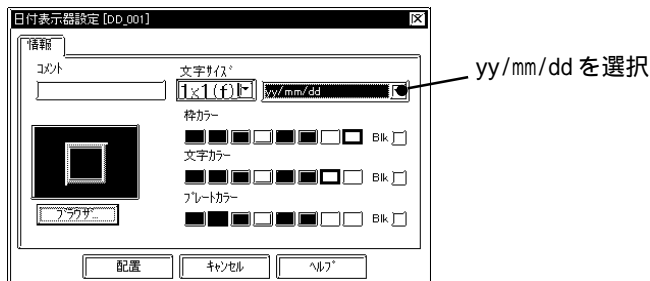 日付表示器設定 [DD_001]
情報
コメント
文字サイズ
1x1(f)
yy/mm/dd
yy/mm/ddを選択
枠カラー
Blk
文字カラー
Blk
プレートカラー
Blk
ブラウザ...
配置
キャンセル
ヘルプ